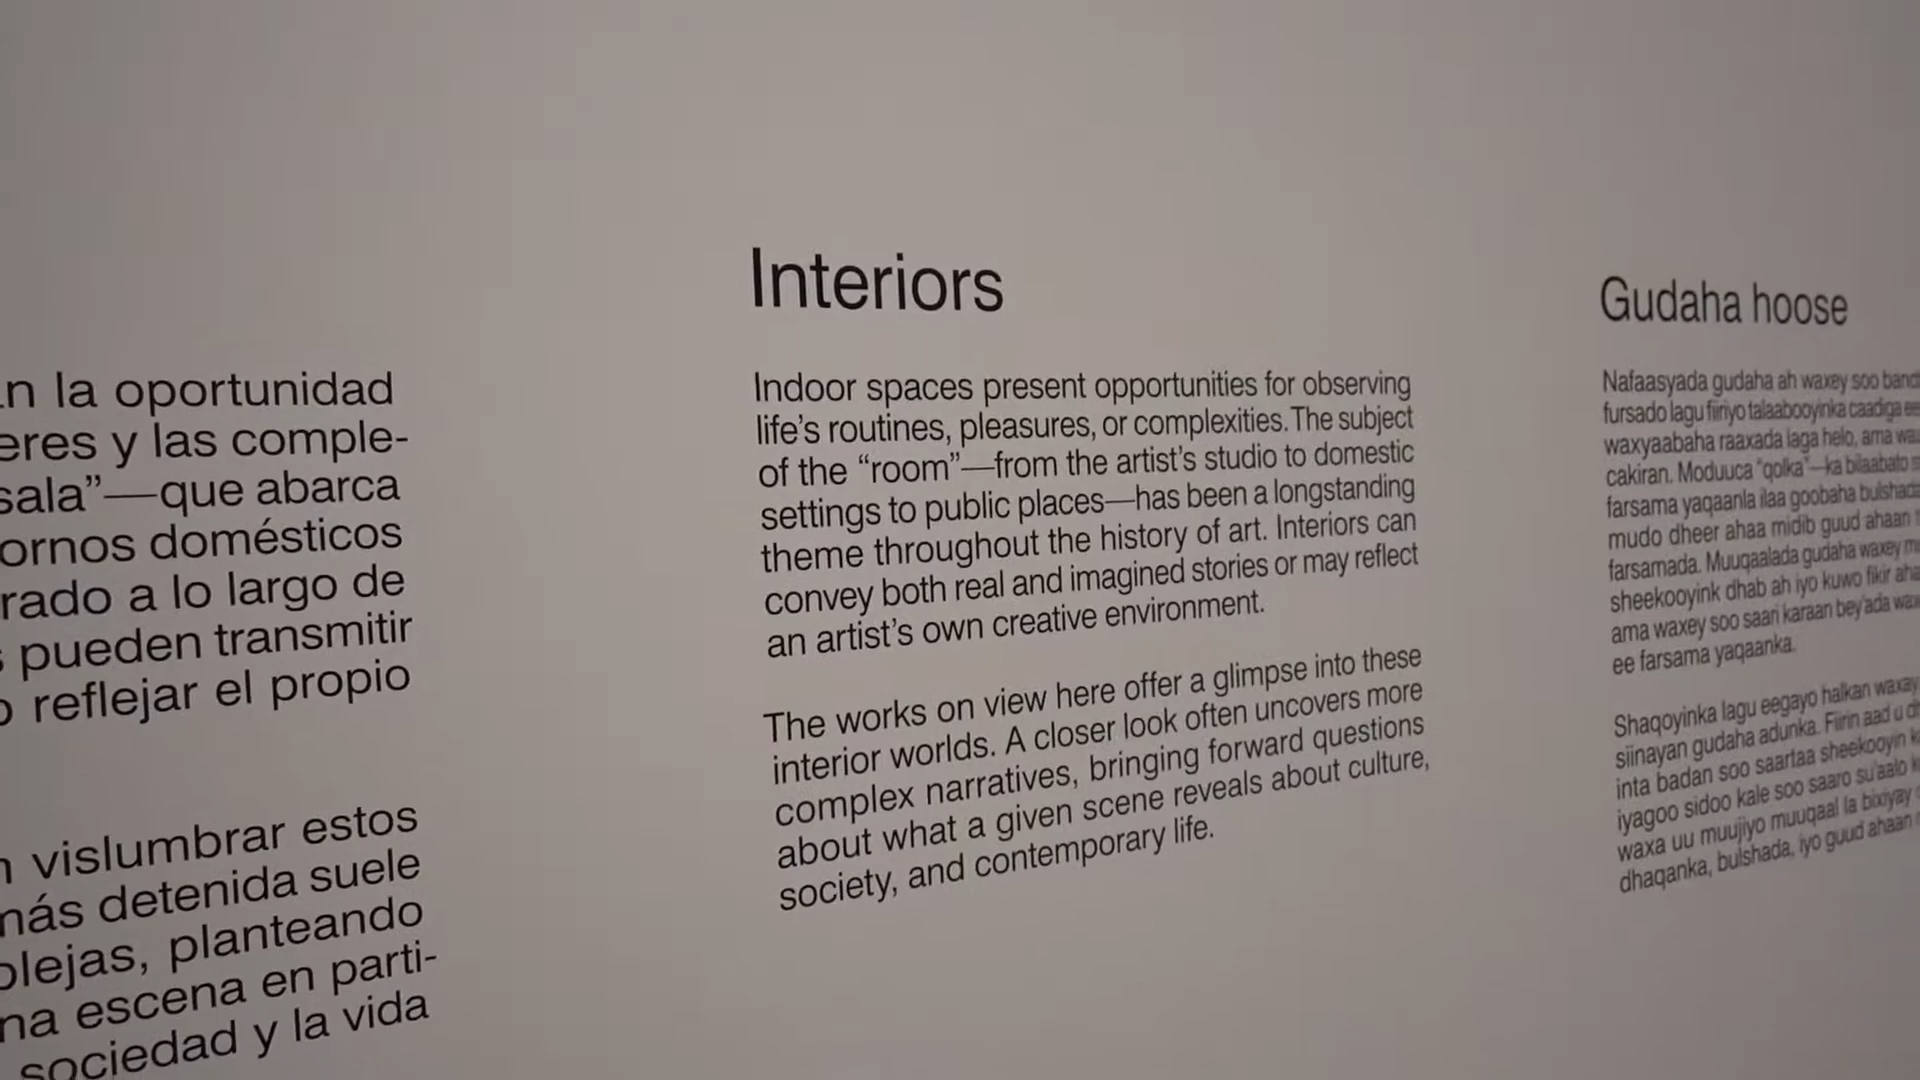 la oportunidad
y las comple-
sala”—que abarca
domésticos
a lo largo de
pueden transmitir
reflejar el propio
vislumbrar estos
más detenida suele
planteando
escena en parti-
sociedad y la vida
Interiors
Indoor spaces present opportunities for observing
life’s routines, pleasures, or complexities. The subject
of the “room”—from the artist’s studio to domestic
settings to public places—has been a longstanding
theme throughout the history of art. Interiors can
convey both real and imagined stories or may reflect
an artist’s own creative environment.
The works on view here offer a glimpse into these
interior worlds. A closer look often uncovers more
complex narratives, bringing forward questions
about what a given scene reveals about culture,
society, and contemporary life.
Gudaha hoose
Nafaasyada gudaha ah waxey soo
fursado lagu fiiriyo talaabooyinka caadiga
waxyaabaha raaxada laga helo, ama
cakiran. Moduuca “qolka”—ka bilaabato
farsama yaqaanla ilaa goobaha
mudo dheer ahaa midib guud ahaan
farsamada. Muuqaalada gudaha waxey
sheekooyink dhab ah iyo kuwo fikir
ama waxey soo saari karaan bey’ada
ee farsama yaqaanka.
Shaqoyinka lagu eegayo halkan
siinayan gudaha adunka. Fiirin aad u
inta badan soo saartaa sheekooyin
iyagoo sidoo kale soo saaro su’aalo
waxa uu muujiyo muuqaal la bixiyay
dhaqanka, bulshada, iyo guud ahaan